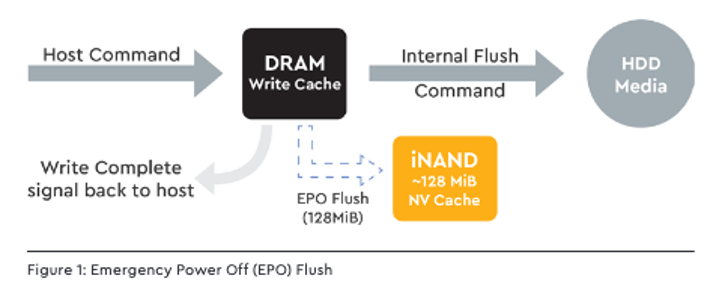 Host Command
DRAM
Write Cache
Internal Flush
Command
HDD
Media
Write Complete
signal back to host
EPO Flush
(128MiB)
iNAND
~128 MiB
NV Cache
Figure 1: Emergency Power Off (EPO) Flush